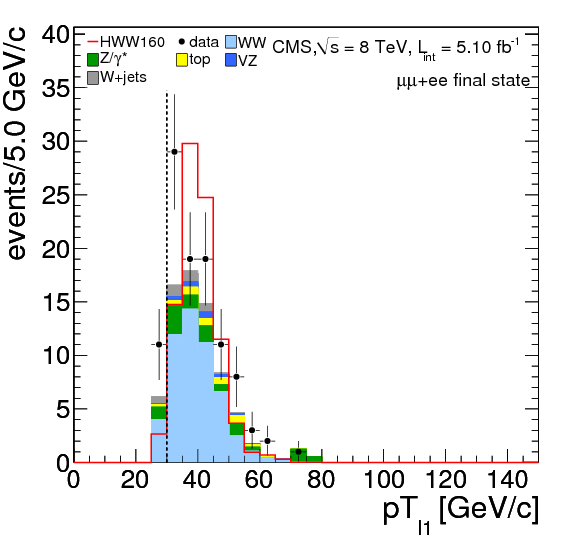 HWW160 data WW
Z/γ* top VZ
W+jets
CMS,√s = 8 TeV, L_int = 5.10 fb⁻¹
μμ+ee final state
events/5.0 GeV/c
40
35
30
25
20
15
10
5
0
0 20 40 60 80 100 120 140
pT_l1 [GeV/c]